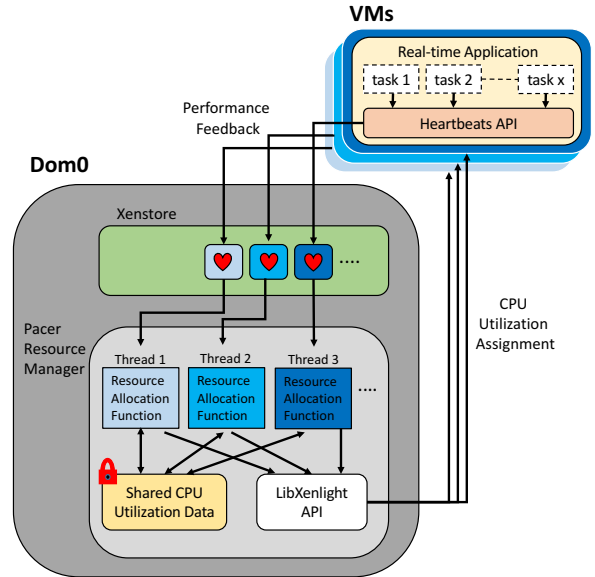 VMs
Real-time Application
task 1
task 2
task x
Heartbeats API
Performance
Feedback
Dom0
Xenstore
....
CPU
Utilization
Assignment
Pacer
Resource
Manager
Thread 1
Thread 2
Thread 3
Resource
Allocation
Function
Resource
Allocation
Function
Resource
Allocation
Function
....
Shared CPU
Utilization Data
LibXenlight
API